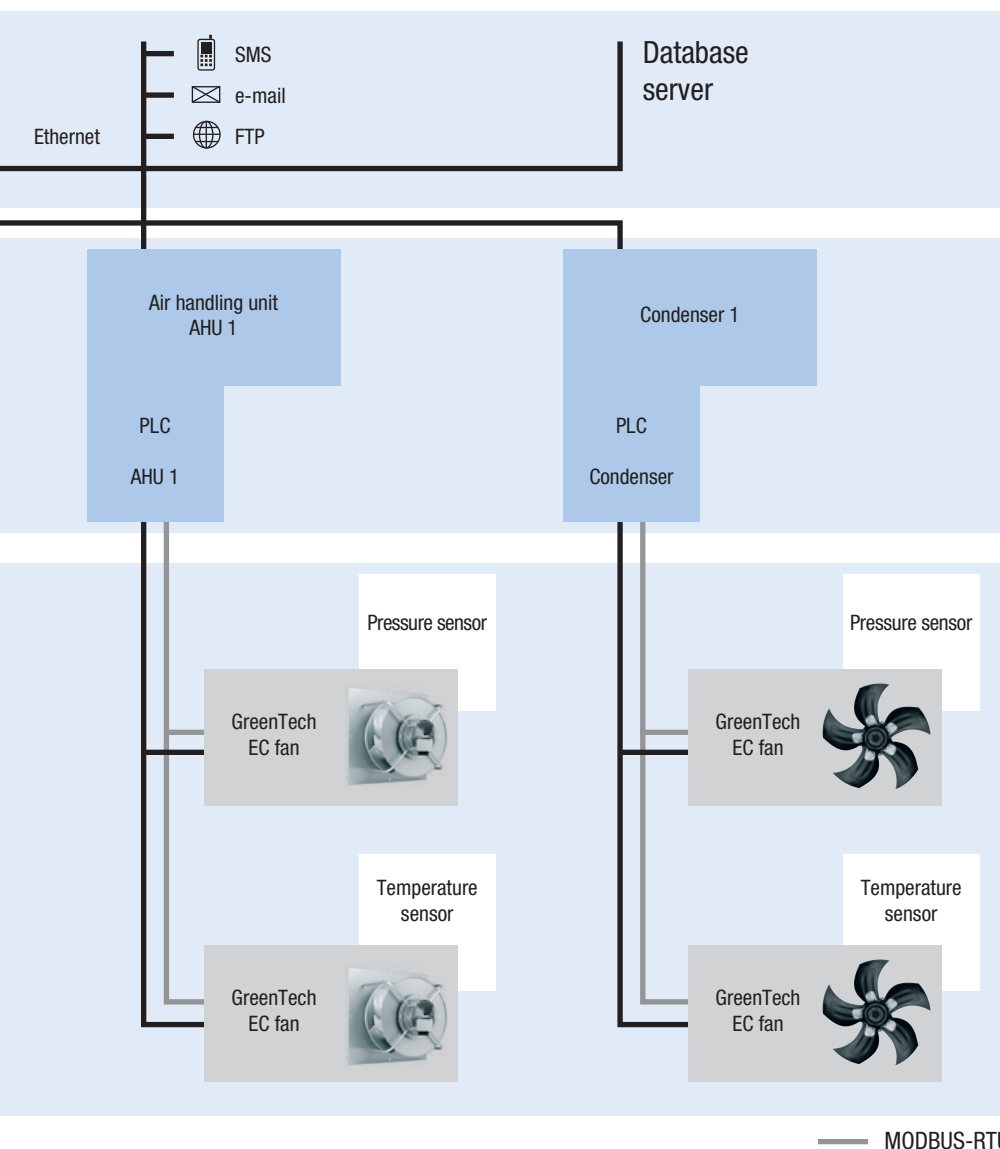 SMS
e-mail
Ethernet
FTP
Database
server
Air handling unit
AHU 1
PLC
AHU 1
Condenser 1
PLC
Condenser
Pressure sensor
GreenTech
EC fan
Temperature
sensor
GreenTech
EC fan
Pressure sensor
GreenTech
EC fan
Temperature
sensor
GreenTech
EC fan
MODBUS-RTU